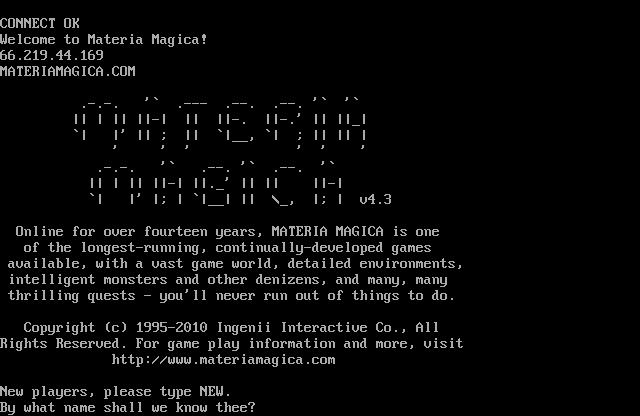 CONNECT OK
Welcome to Materia Magica!
66.219.44.169
MATERIAMAGICA.COM
MATERIA
MAGICA
v4.3
Online for over fourteen years, MATERIA MAGICA is one
of the longest-running, continually-developed games
available, with a vast game world, detailed environments,
intelligent monsters and other denizens, and many, many
thrilling quests - you'll never run out of things to do.
Copyright (c) 1995-2010 Ingenii Interactive Co., All
Rights Reserved. For game play information and more, visit
http://www.materiamagica.com
New players, please type NEW.
By what name shall we know thee?